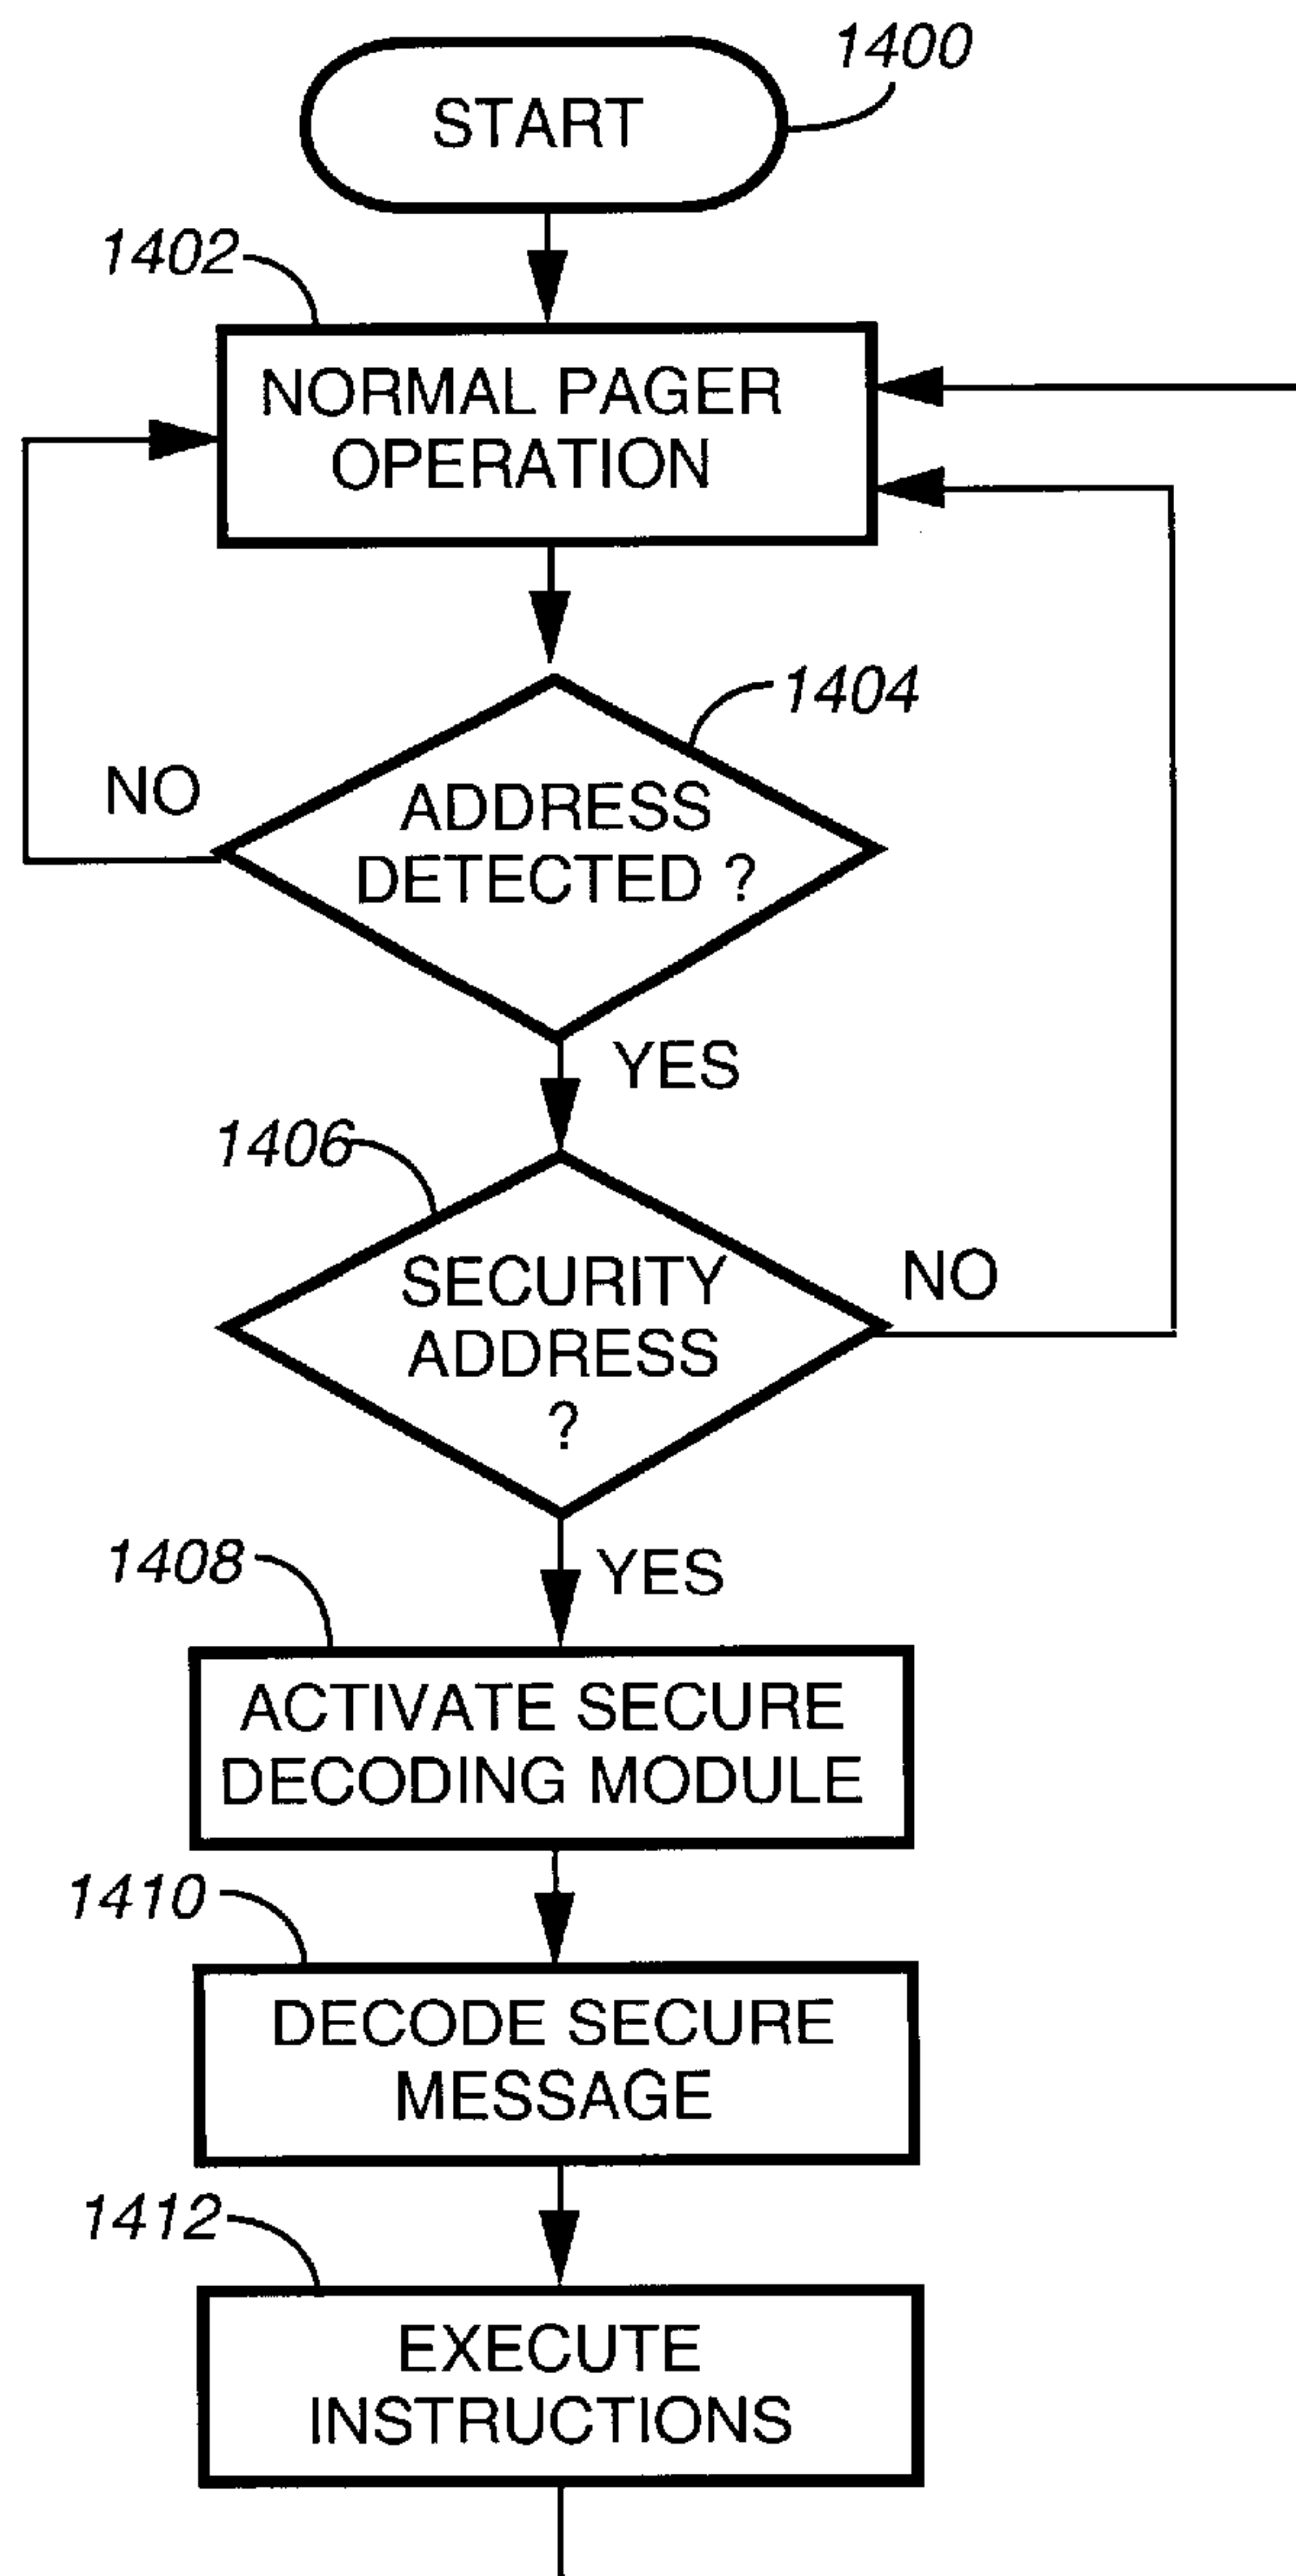 1400
START
1402
NORMAL PAGER
OPERATION
1404
NO
ADDRESS
DETECTED ?
YES
1406
SECURITY
ADDRESS
?
NO
1408
YES
ACTIVATE SECURE
DECODING MODULE
1410
DECODE SECURE
MESSAGE
1412
EXECUTE
INSTRUCTIONS